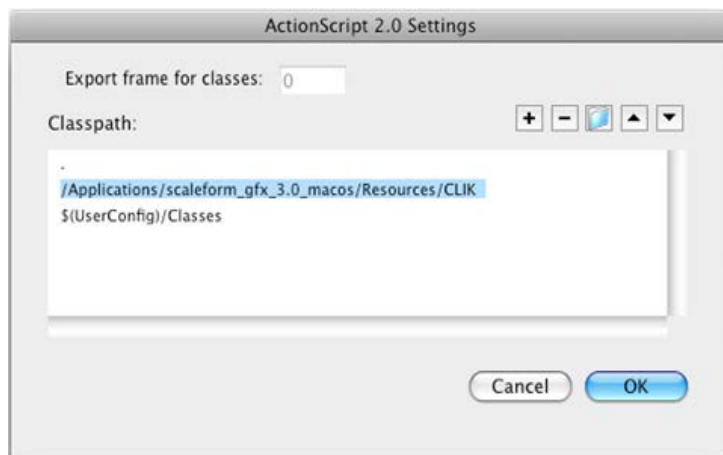 ActionScript 2.0 Settings
Export frame for classes: 0
Classpath:
.
/Applications/scaleform_gfx_3.0_macos/Resources/CLIK
$(UserConfig)/Classes
Cancel OK